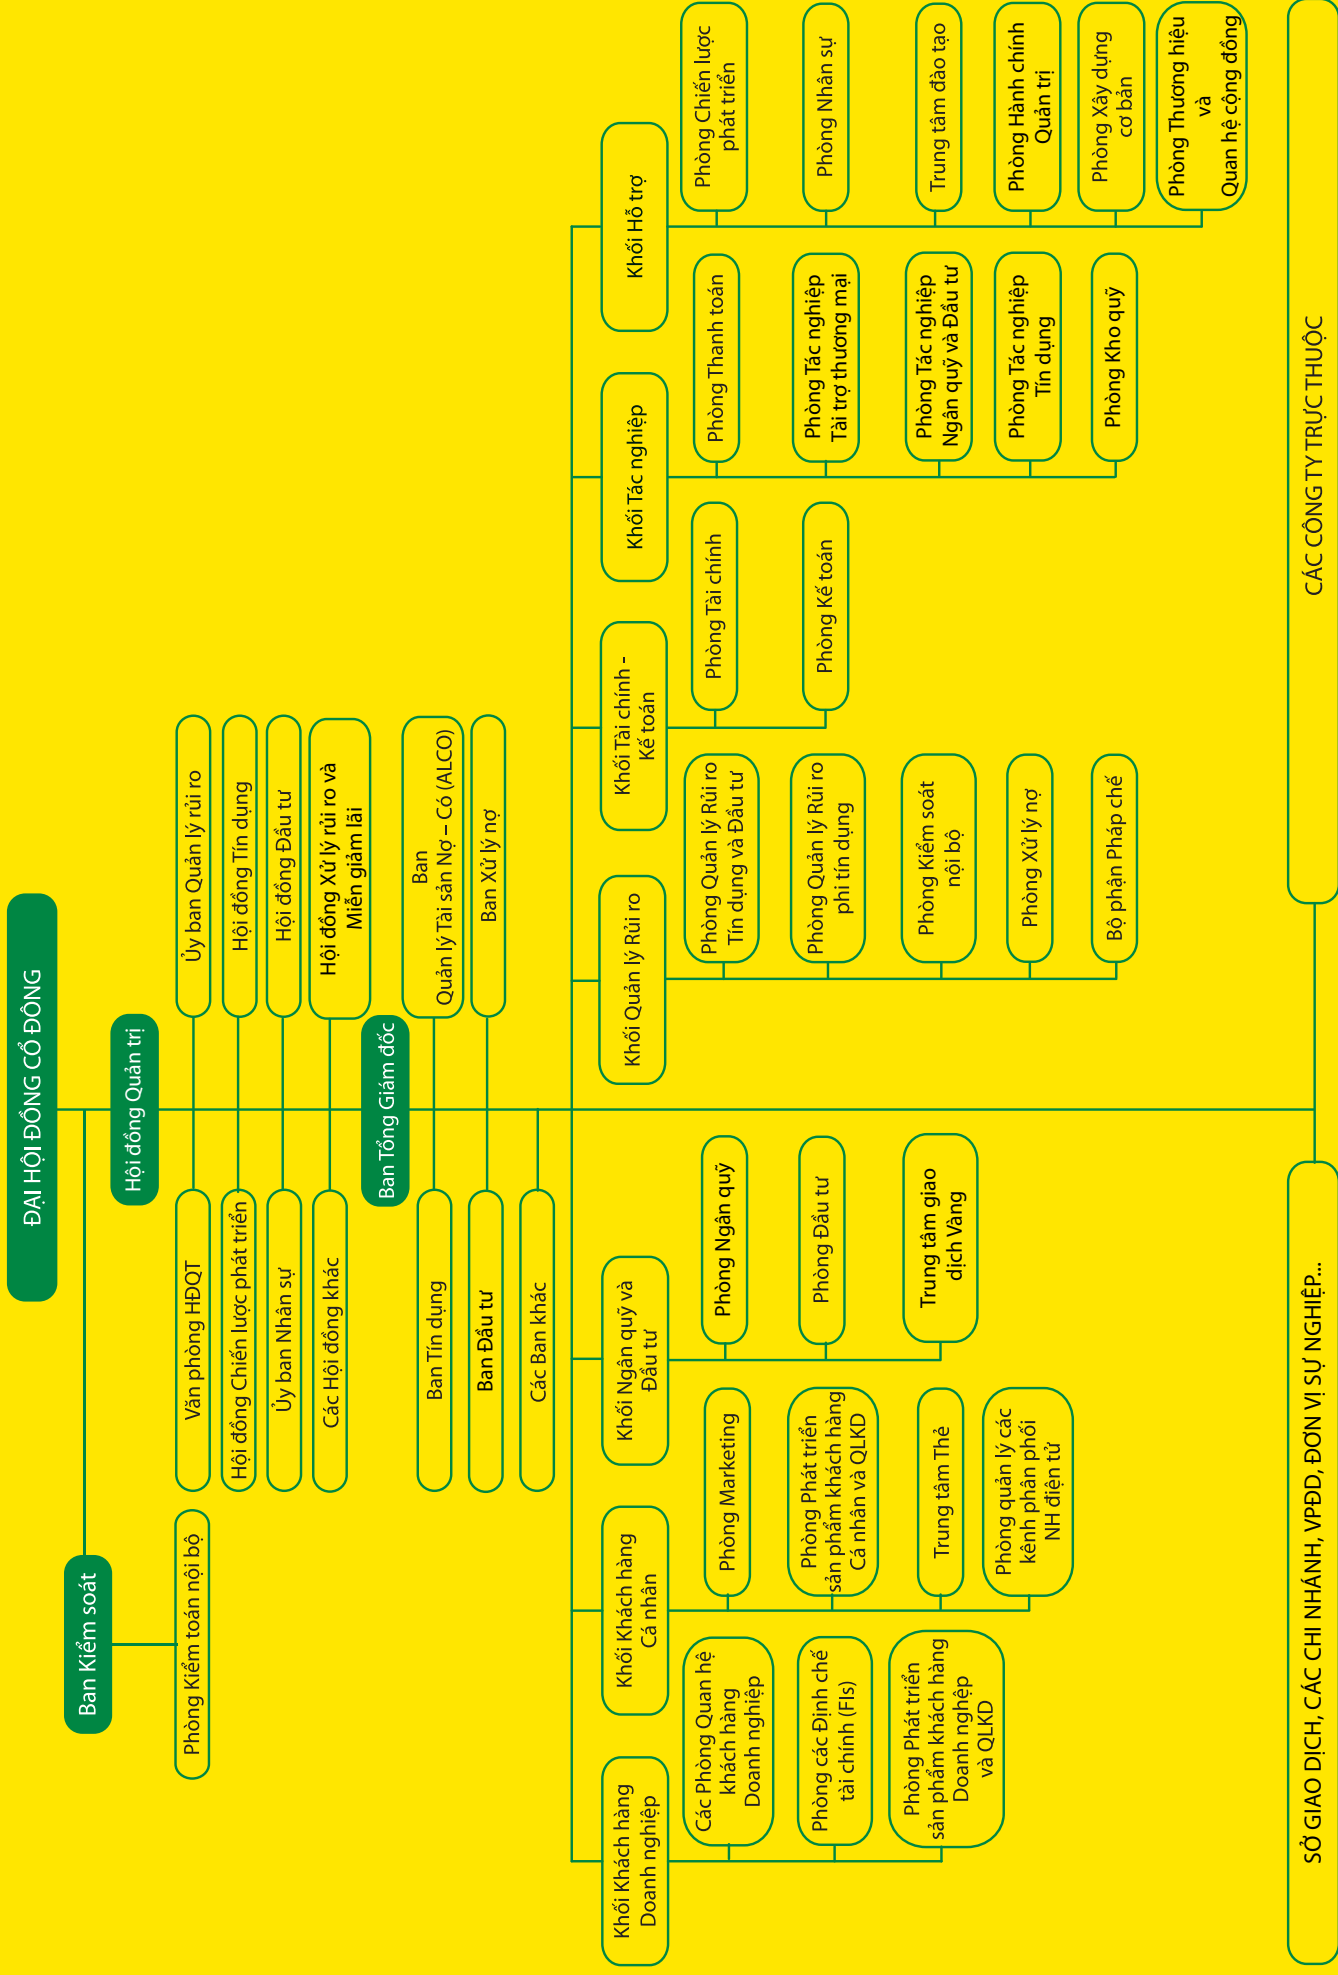 ĐẠI HỘI ĐỒNG CỔ ĐÔNG
Ban Kiểm soát
Hội đồng Quản trị
Phòng Kiểm toán nội bộ
Văn phòng HĐQT
Ủy ban Quản lý rủi ro
Hội đồng Chiến lược phát triển
Hội đồng Tín dụng
Ủy ban Nhân sự
Hội đồng Đầu tư
Các Hội đồng khác
Hội đồng Xử lý rủi ro và
Miễn giảm lãi
Ban Tổng Giám đốc
Ban Tín dụng
Ban
Quản lý Tài sản Nợ – Có (ALCO)
Ban Đầu tư
Ban Xử lý nợ
Các Ban khác
Khối Khách hàng
Doanh nghiệp
Các Phòng Quan hệ
khách hàng
Doanh nghiệp
Phòng các Định chế
tài chính (FIs)
Phòng Phát triển
sản phẩm khách hàng
Doanh nghệp
và QLKD
Khối Khách hàng
Cá nhân
Phòng Marketing
Phòng Phát triển
sản phẩm khách hàng
Cá nhân và QLKD
Trung tâm Thẻ
Phòng quản lý các
kênh phân phối
NH điện tử
Khối Ngân quỹ và
Đầu tư
Phòng Ngân quỹ
Phòng Đầu tư
Trung tâm giao
dịch Vàng
Khối Quản lý Rủi ro
Phòng Quản lý Rủi ro
Tín dụng và Đầu tư
Phòng Quản lý Rủi ro
phi tín dụng
Phòng Kiểm soát
nội bộ
Phòng Xử lý nợ
Bộ phận Pháp chế
Khối Tài chính -
Kế toán
Phòng Tài chính
Phòng Kế toán
Khối Tác nghiệp
Phòng Thanh toán
Phòng Tác nghiệp
Tài trợ thương mại
Phòng Tác nghiệp
Ngân quỹ và Đầu tư
Phòng Tác nghiệp
Tín dụng
Phòng Kho quỹ
Khối Hỗ trợ
Phòng Chiến lược
phát triển
Phòng Nhân sự
Trung tâm đào tạo
Phòng Hành chính
Quản trị
Phòng Xây dựng
cơ bản
Phòng Thương hiệu
và
Quan hệ cộng đồng
SỞ GIAO DỊCH, CÁC CHI NHÁNH, VPĐD, ĐƠN VỊ SỰ NGHIỆP...
CÁC CÔNG TY TRỰC THUỘC